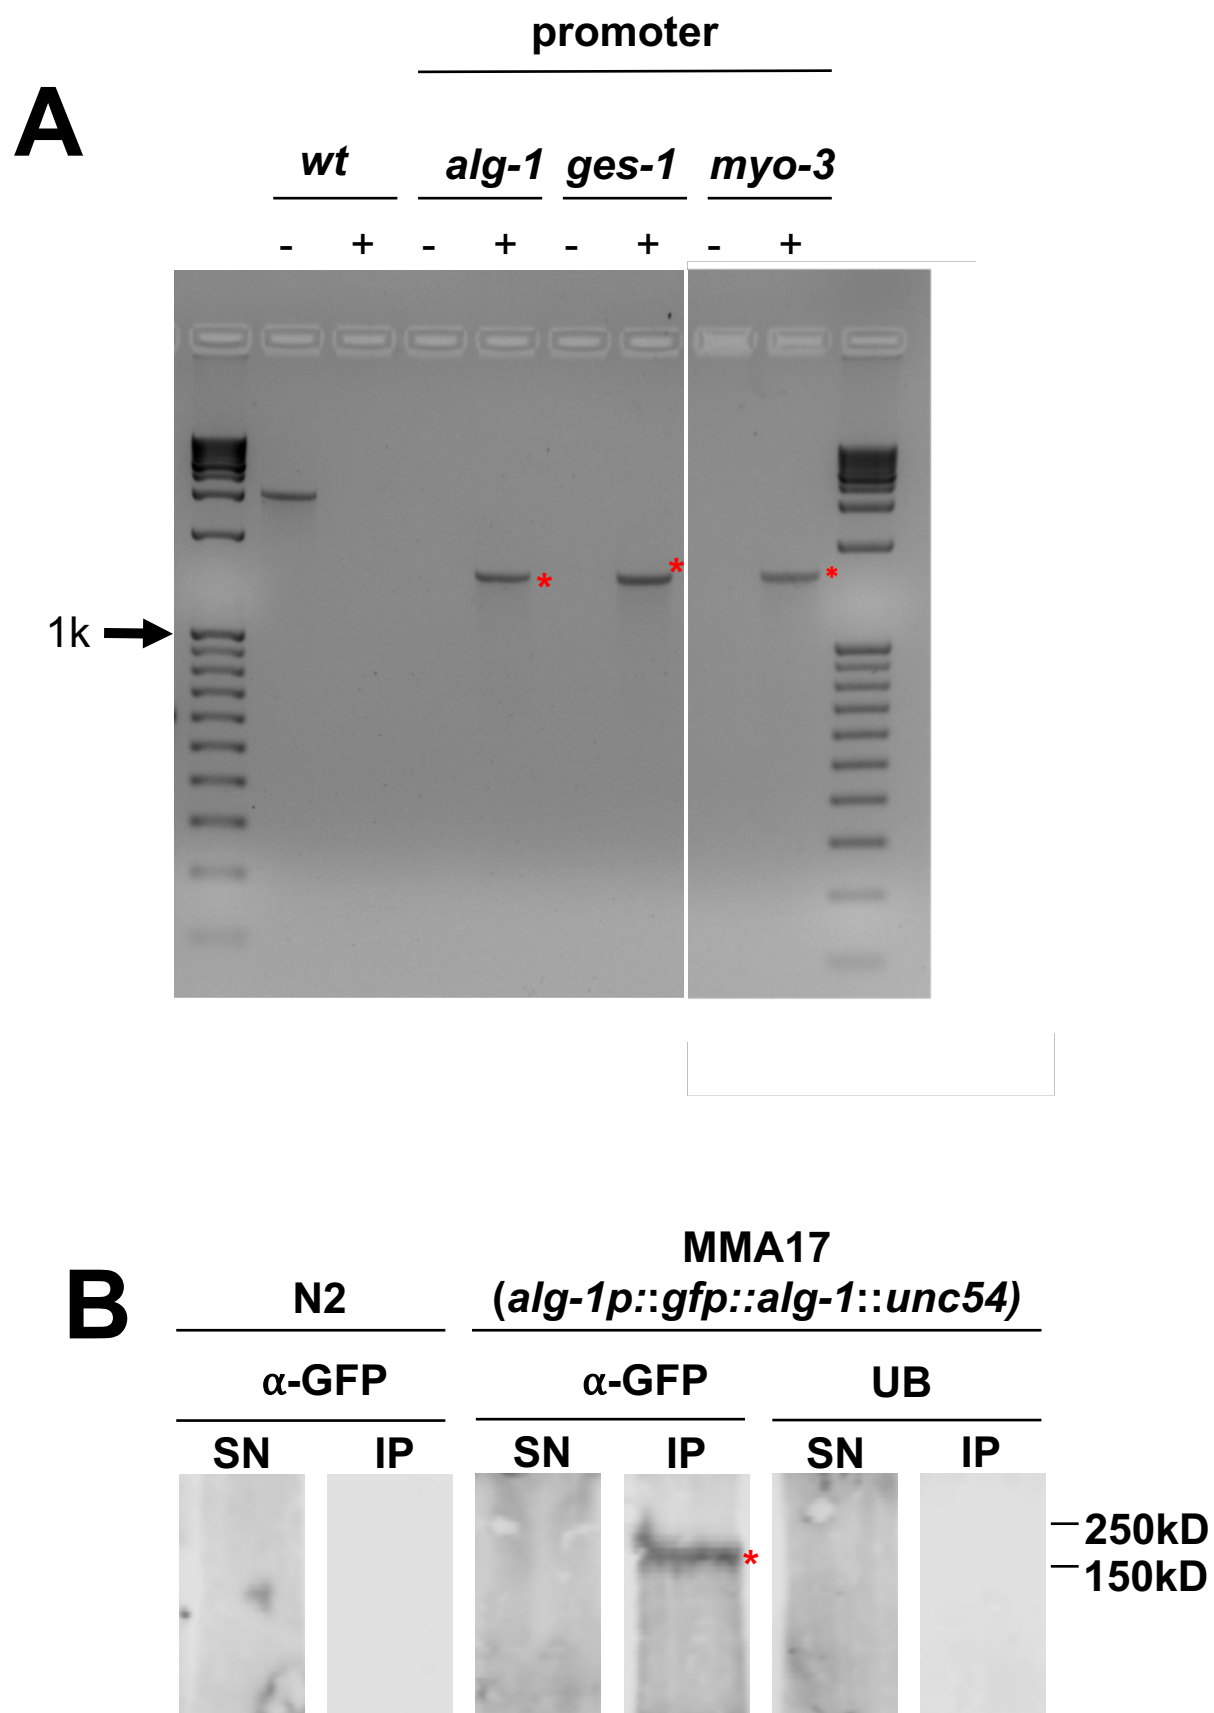 promoter
A
wt alg-1 ges-1 myo-3
- + - + - + - +
* * *
1k
B
N2
MMA17
(alg-1p::gfp::alg-1::unc54)
α-GFP α-GFP UB
SN IP SN IP SN IP
250kD
*
150kD